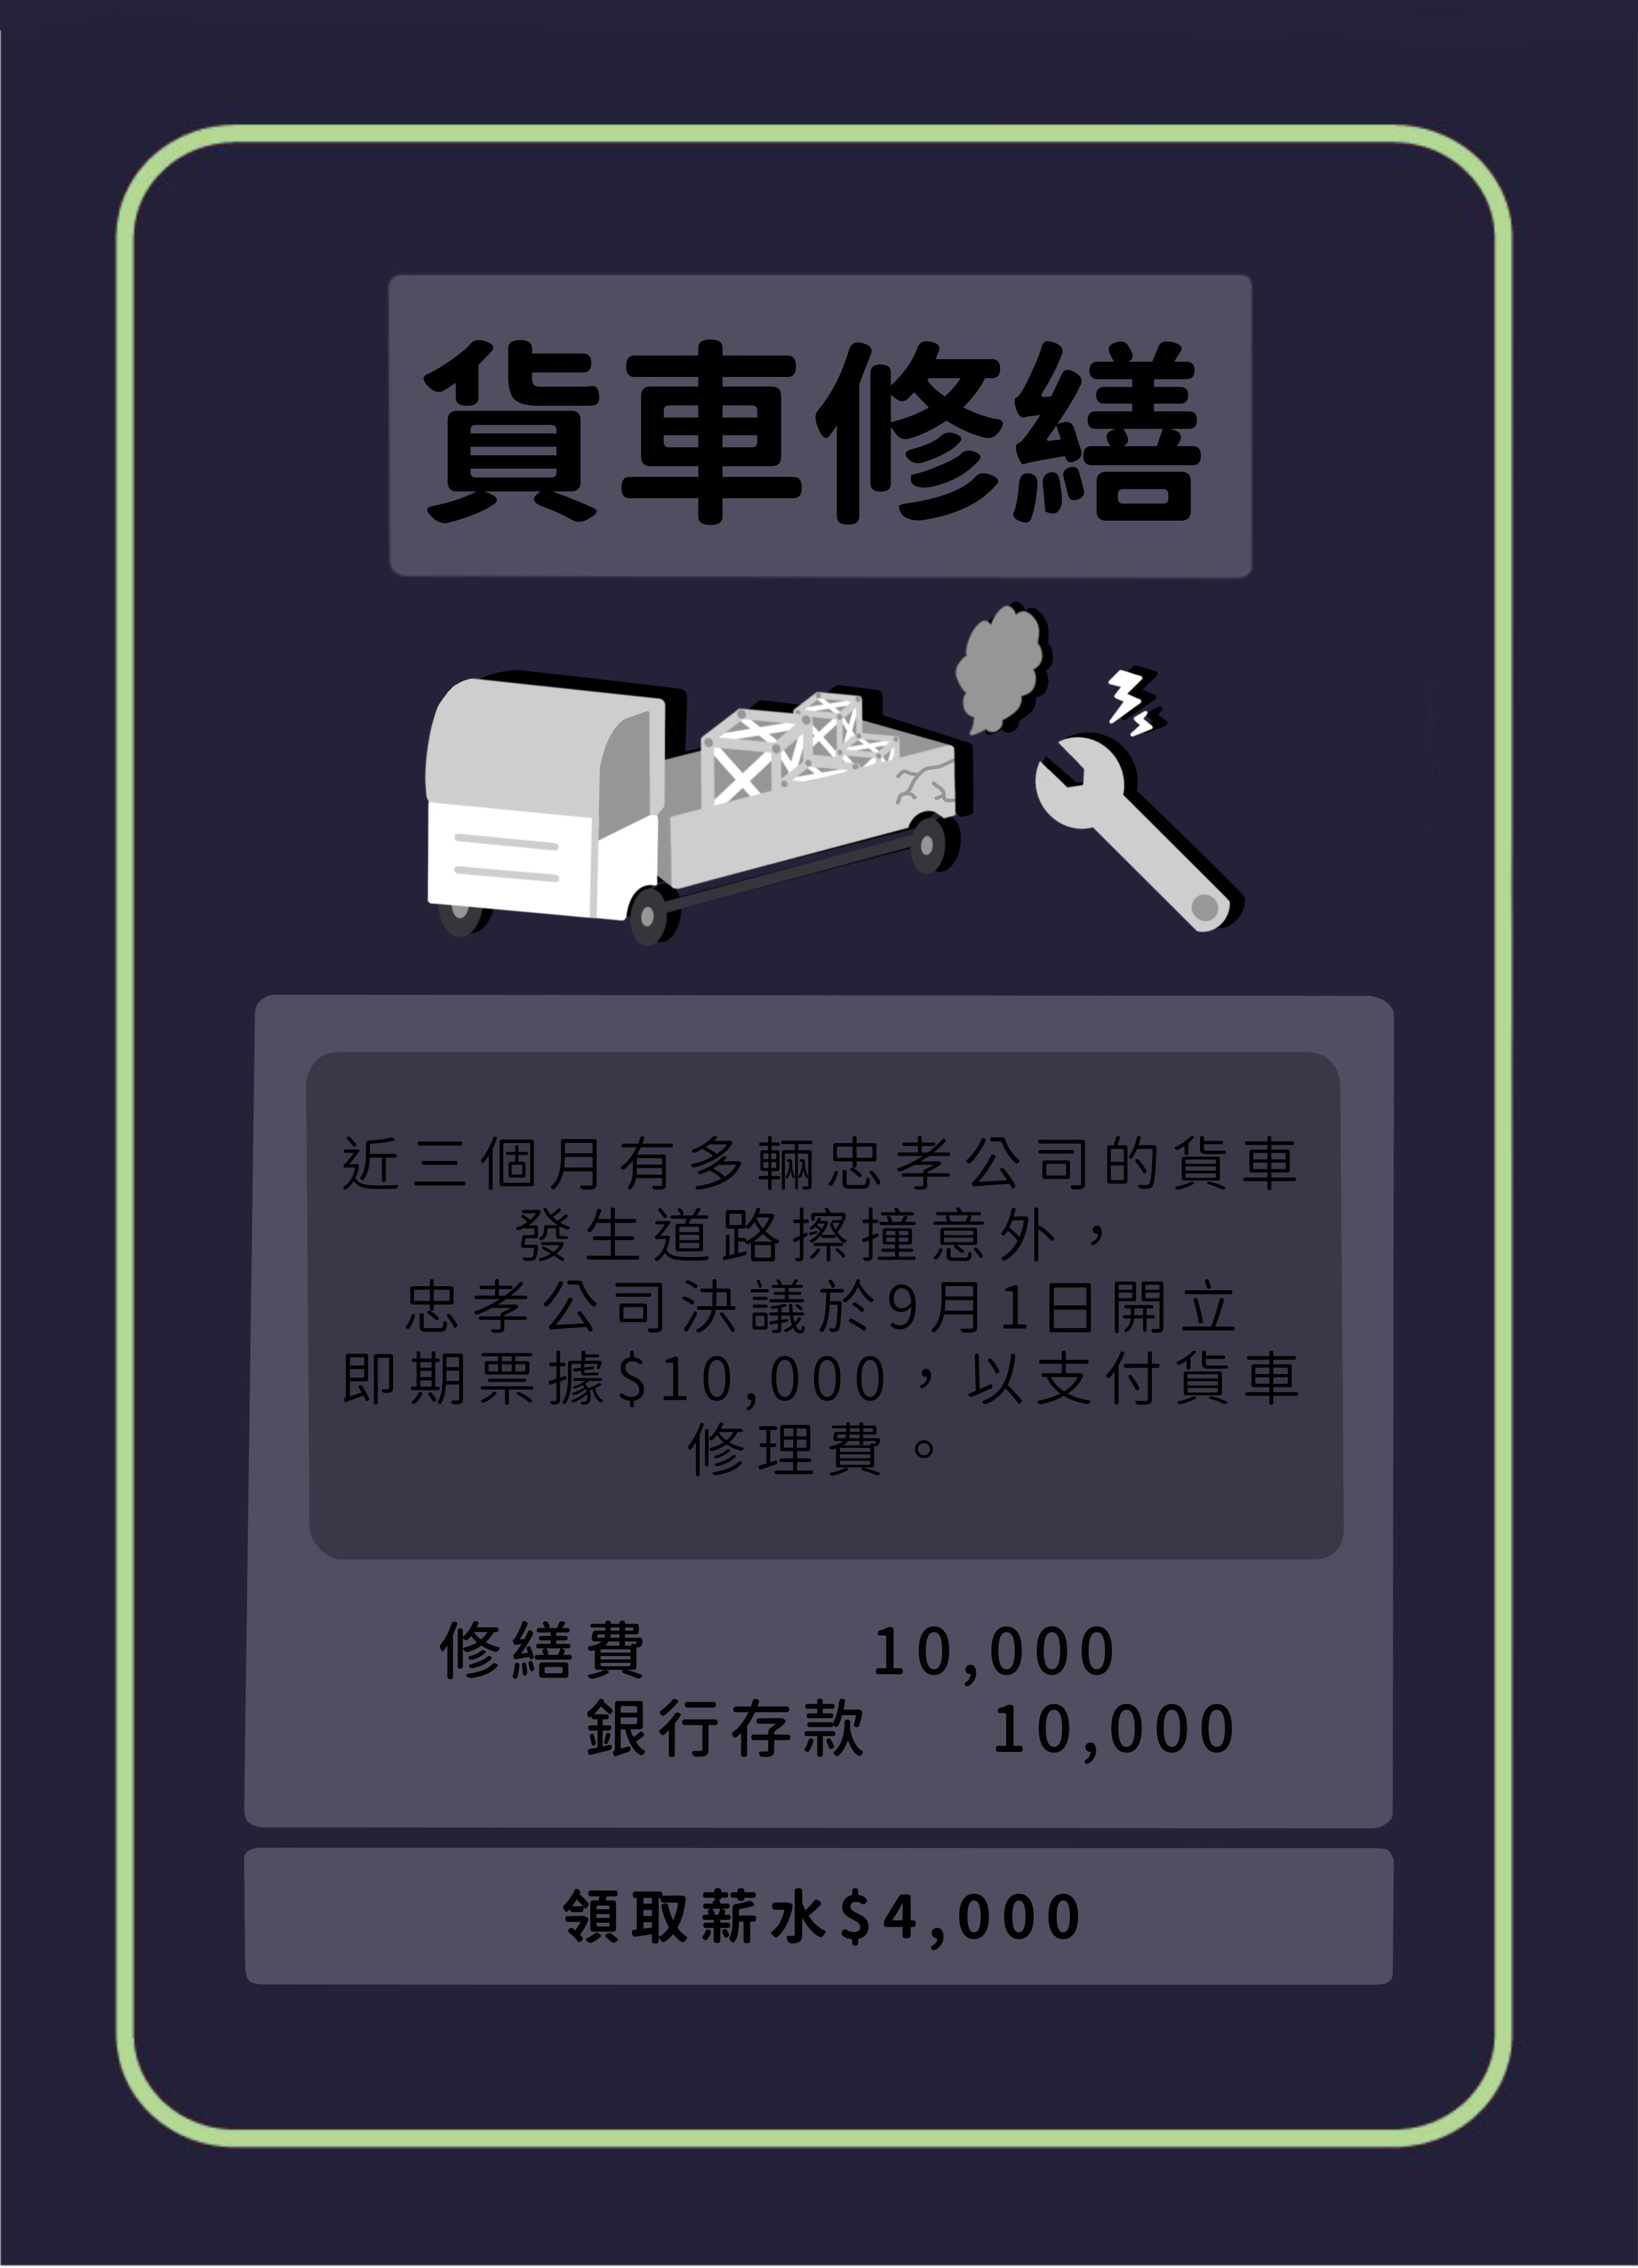 貨車修繕
近三個月有多輛忠孝公司的貨車
發生道路擦撞意外，
忠孝公司決議於9月1日開立
即期票據$10,000，以支付貨車
修理費。
修繕費 10,000
銀行存款 10,000
領取薪水$4,000